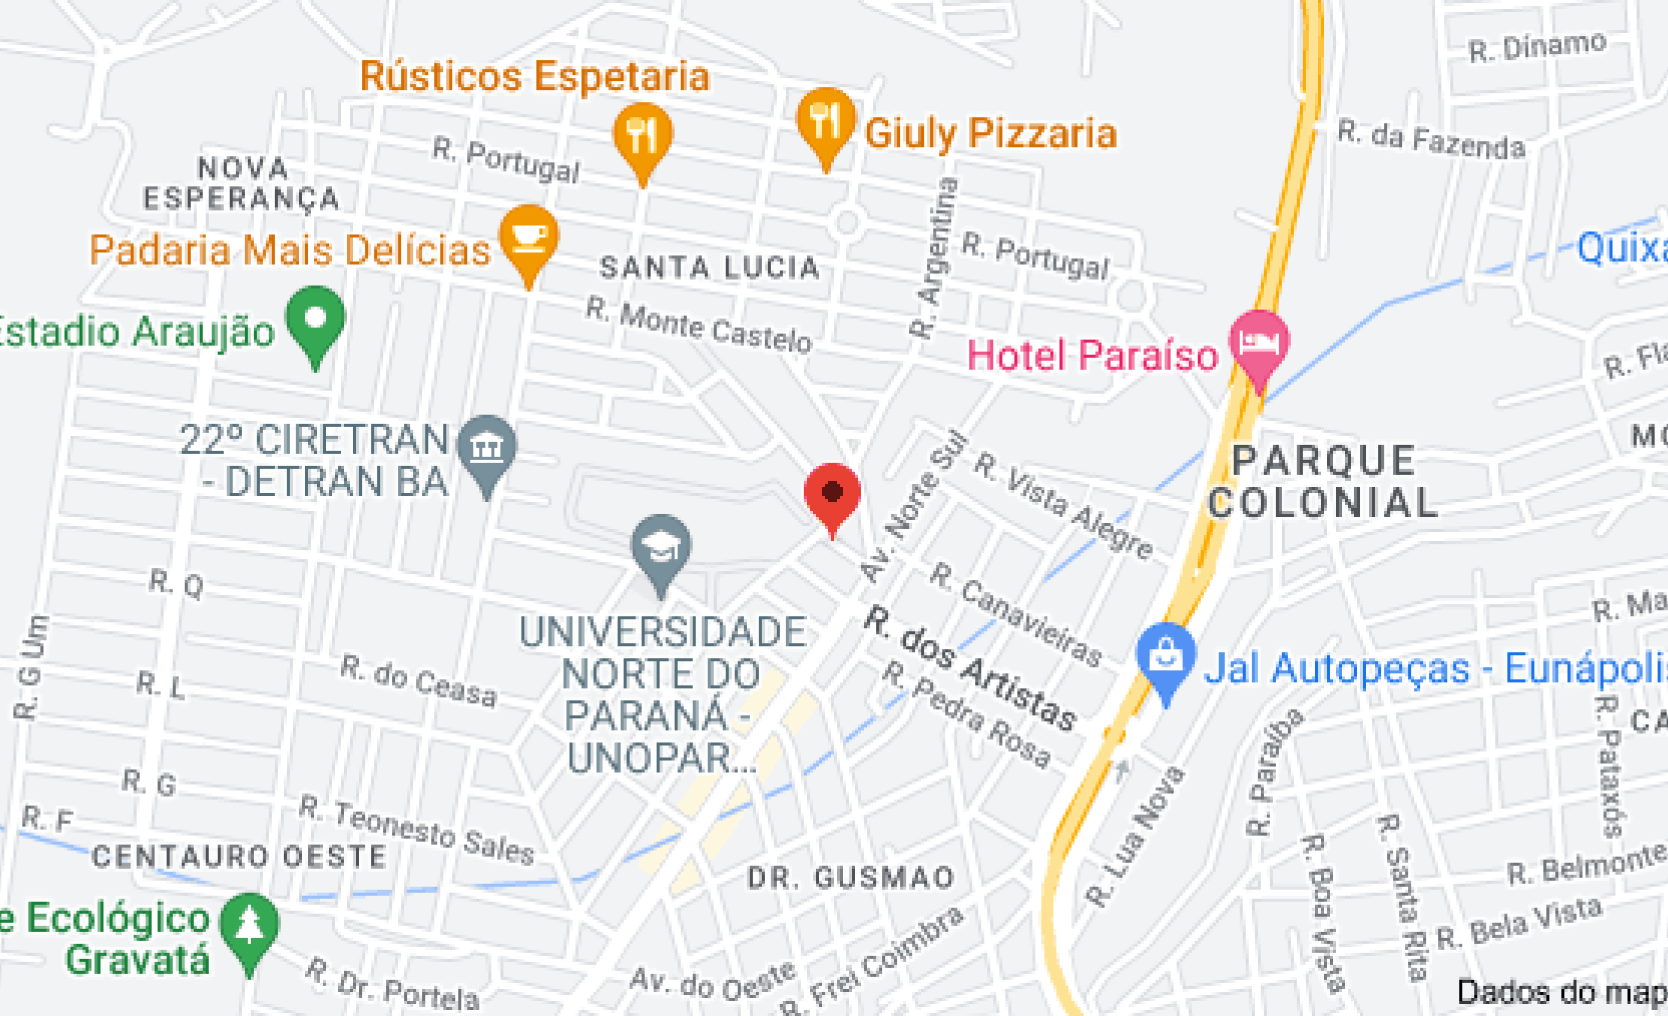 R. Dínamo
Rústicos Espetaria
Giuly Pizzaria
R. da Fazenda
R. Portugal
NOVA
ESPERANÇA
R. Argentina
Padaria Mais Delícias
SANTA LUCIA
R. Portugal
Quixa
R. Monte Castelo
Estadio Araujão
Hotel Paraíso
R. Fla
22º CIRETRAN
- DETRAN BA
PARQUE
COLONIAL
MO
Av. Norte Sul
R. Vista Alegre
R. Q
R. Canavieiras
R. Ma
UNIVERSIDADE
NORTE DO
PARANÁ -
UNOPAR...
R. dos Artistas
R. G Um
R. do Ceasa
R. L
R. Pedra Rosa
Jal Autopeças - Eunápolis
CA
R. Pataxós
R. Paraíba
R. G
R. F
R. Teonesto Sales
R. Lua Nova
CENTAURO OESTE
DR. GUSMAO
R. Boa Vista
R. Santa Rita
R. Belmonte
R. Bela Vista
e Ecológico
Gravatá
R. Dr. Portela
Av. do Oeste
R. Frei Coimbra
Dados do map